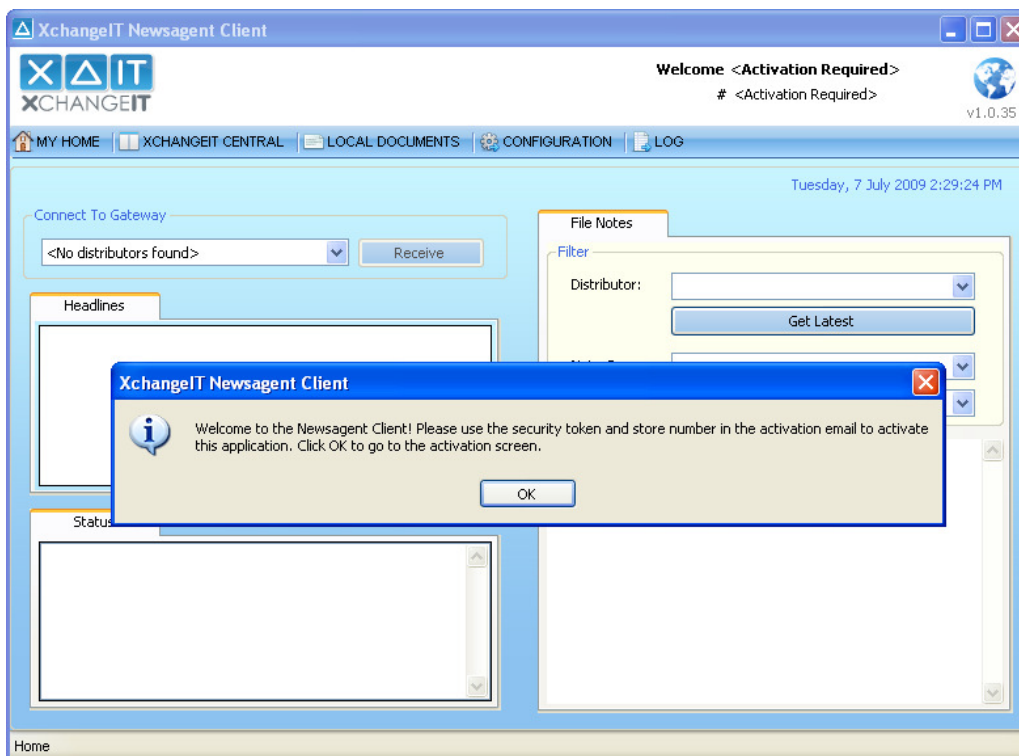 XchangeIT Newsagent Client
X IT
XCHANGEIT
Welcome <Activation Required>
# <Activation Required>
v1.0.35
MY HOME
XCHANGEIT CENTRAL
LOCAL DOCUMENTS
CONFIGURATION
LOG
Tuesday, 7 July 2009 2:29:24 PM
Connect To Gateway
<No distributors found>
Receive
Headlines
File Notes
Filter
Distributor:
Get Latest
XchangeIT Newsagent Client
Welcome to the Newsagent Client! Please use the security token and store number in the activation email to activate
this application. Click OK to go to the activation screen.
OK
Status
Home